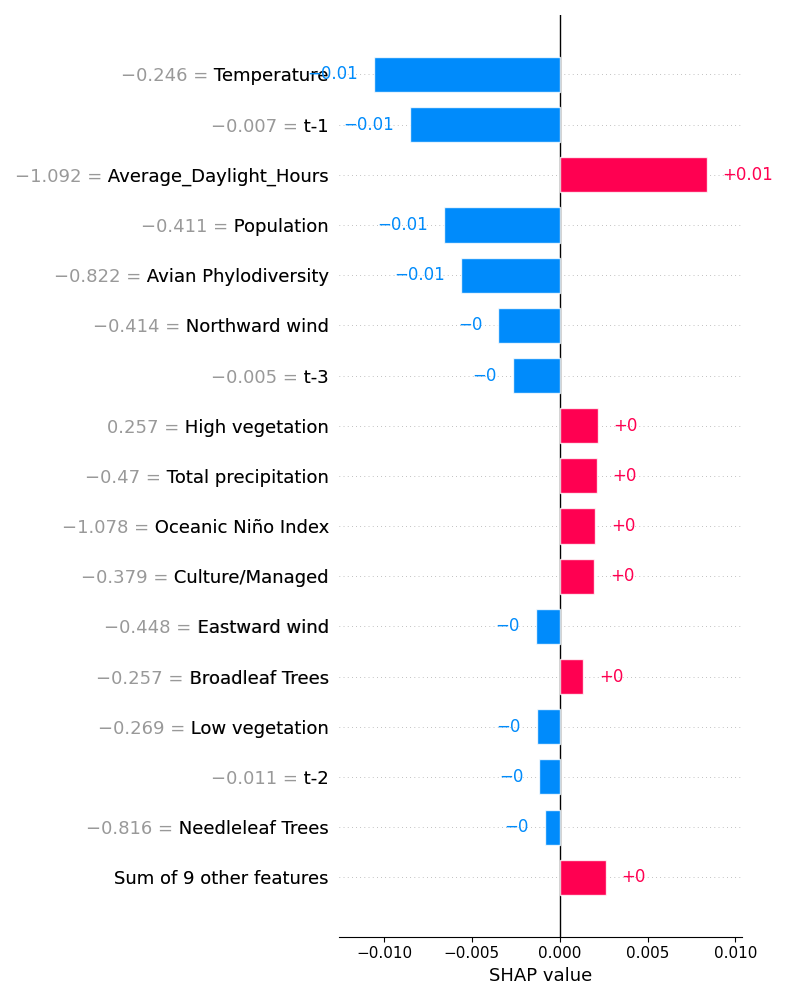 −0.246 = Temperature −0.01
−0.007 = t-1 −0.01
−1.092 = Average_Daylight_Hours +0.01
−0.411 = Population −0.01
−0.822 = Avian Phylodiversity −0.01
−0.414 = Northward wind −0
−0.005 = t-3 −0
0.257 = High vegetation +0
−0.47 = Total precipitation +0
−1.078 = Oceanic Niño Index +0
−0.379 = Culture/Managed +0
−0.448 = Eastward wind −0
−0.257 = Broadleaf Trees +0
−0.269 = Low vegetation −0
−0.011 = t-2 −0
−0.816 = Needleleaf Trees −0
Sum of 9 other features +0
−0.010 −0.005 0.000 0.005 0.010
SHAP value